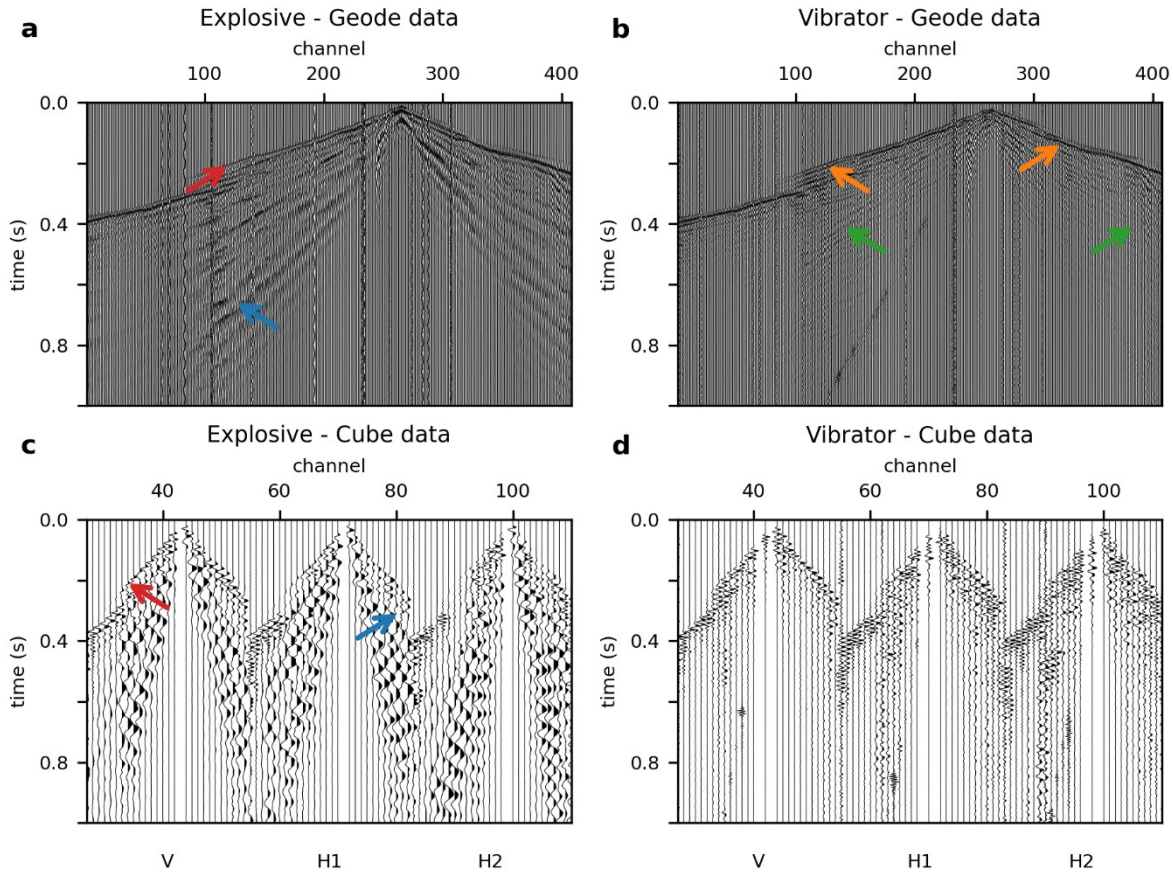 a
Explosive - Geode data
channel
100 200 300 400
0.0
0.4
0.8
time (s)
b
Vibrator - Geode data
channel
100 200 300 400
0.0
0.4
0.8
time (s)
c
Explosive - Cube data
channel
40 60 80 100
0.0
0.4
0.8
time (s)
V H1 H2
d
Vibrator - Cube data
channel
40 60 80 100
0.0
0.4
0.8
time (s)
V H1 H2